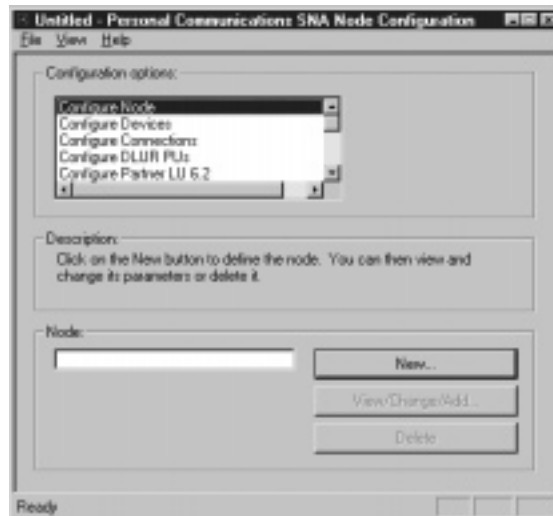 Untitled - Personal Communications SNA Node Configuration
File View Help
Configuration options:
Configure Node
Configure Devices
Configure Connections
Configure DLUR PUs
Configure Partner LU 6.2
Description:
Click on the New button to define the node. You can then view and
change its parameters or delete it.
Node:
New...
View/Change/Add...
Delete
Ready